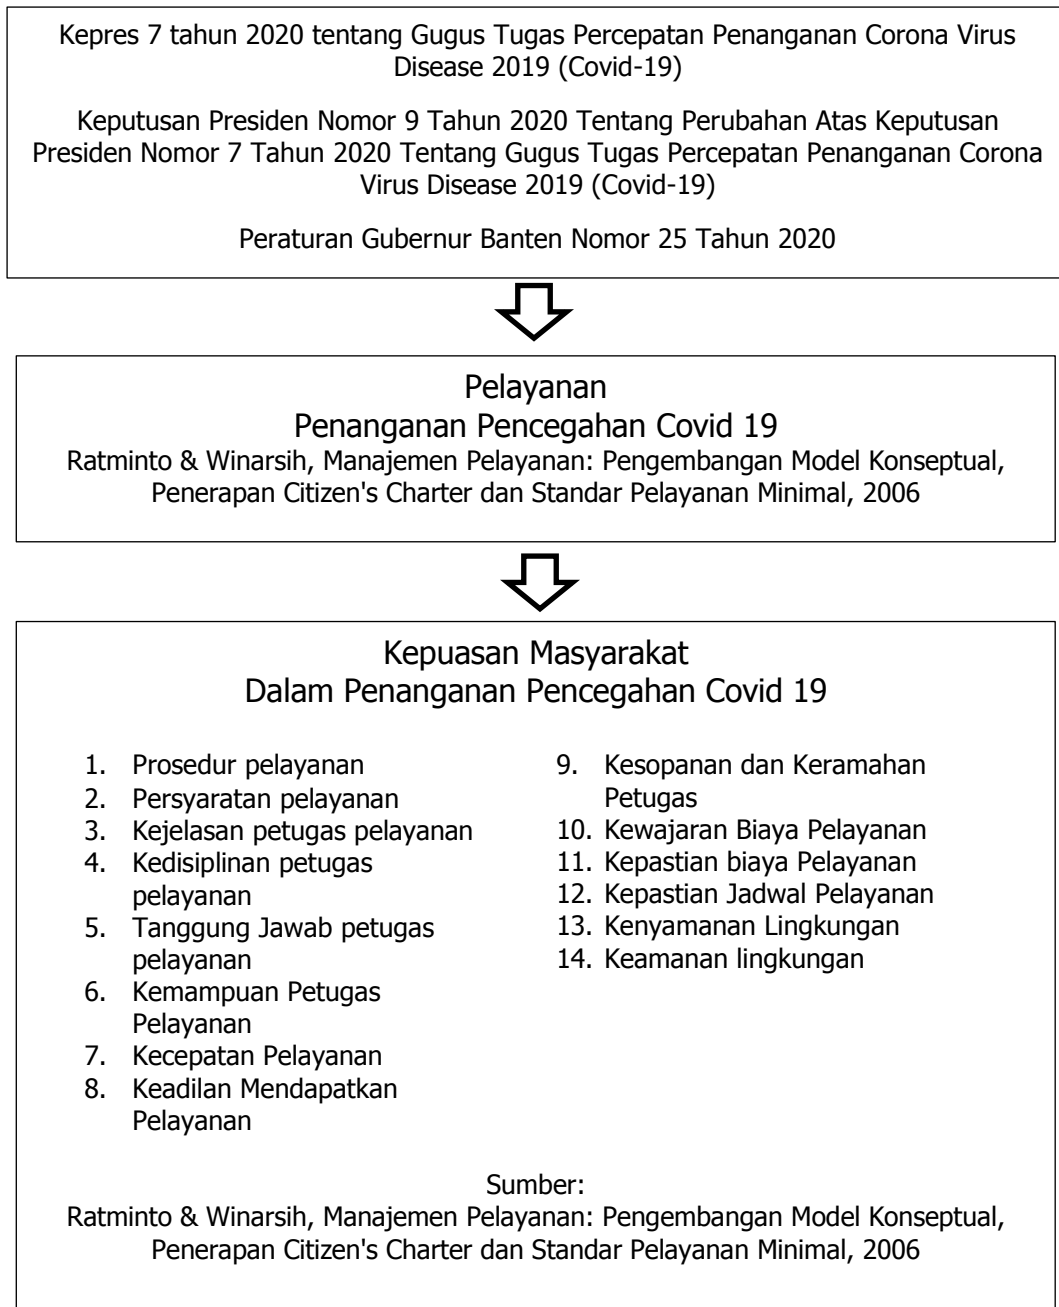 Kepres 7 tahun 2020 tentang Gugus Tugas Percepatan Penanganan Corona Virus
Disease 2019 (Covid-19)
Keputusan Presiden Nomor 9 Tahun 2020 Tentang Perubahan Atas Keputusan
Presiden Nomor 7 Tahun 2020 Tentang Gugus Tugas Percepatan Penanganan Corona
Virus Disease 2019 (Covid-19)
Peraturan Gubernur Banten Nomor 25 Tahun 2020
Pelayanan
Penanganan Pencegahan Covid 19
Ratminto & Winarsih, Manajemen Pelayanan: Pengembangan Model Konseptual,
Penerapan Citizen's Charter dan Standar Pelayanan Minimal, 2006
Kepuasan Masyarakat
Dalam Penanganan Pencegahan Covid 19
1. Prosedur pelayanan
2. Persyaratan pelayanan
3. Kejelasan petugas pelayanan
4. Kedisiplinan petugas
pelayanan
5. Tanggung Jawab petugas
pelayanan
6. Kemampuan Petugas
Pelayanan
7. Kecepatan Pelayanan
8. Keadilan Mendapatkan
Pelayanan
9. Kesopanan dan Keramahan
Petugas
10. Kewajaran Biaya Pelayanan
11. Kepastian biaya Pelayanan
12. Kepastian Jadwal Pelayanan
13. Kenyamanan Lingkungan
14. Keamanan lingkungan
Sumber:
Ratminto & Winarsih, Manajemen Pelayanan: Pengembangan Model Konseptual,
Penerapan Citizen's Charter dan Standar Pelayanan Minimal, 2006